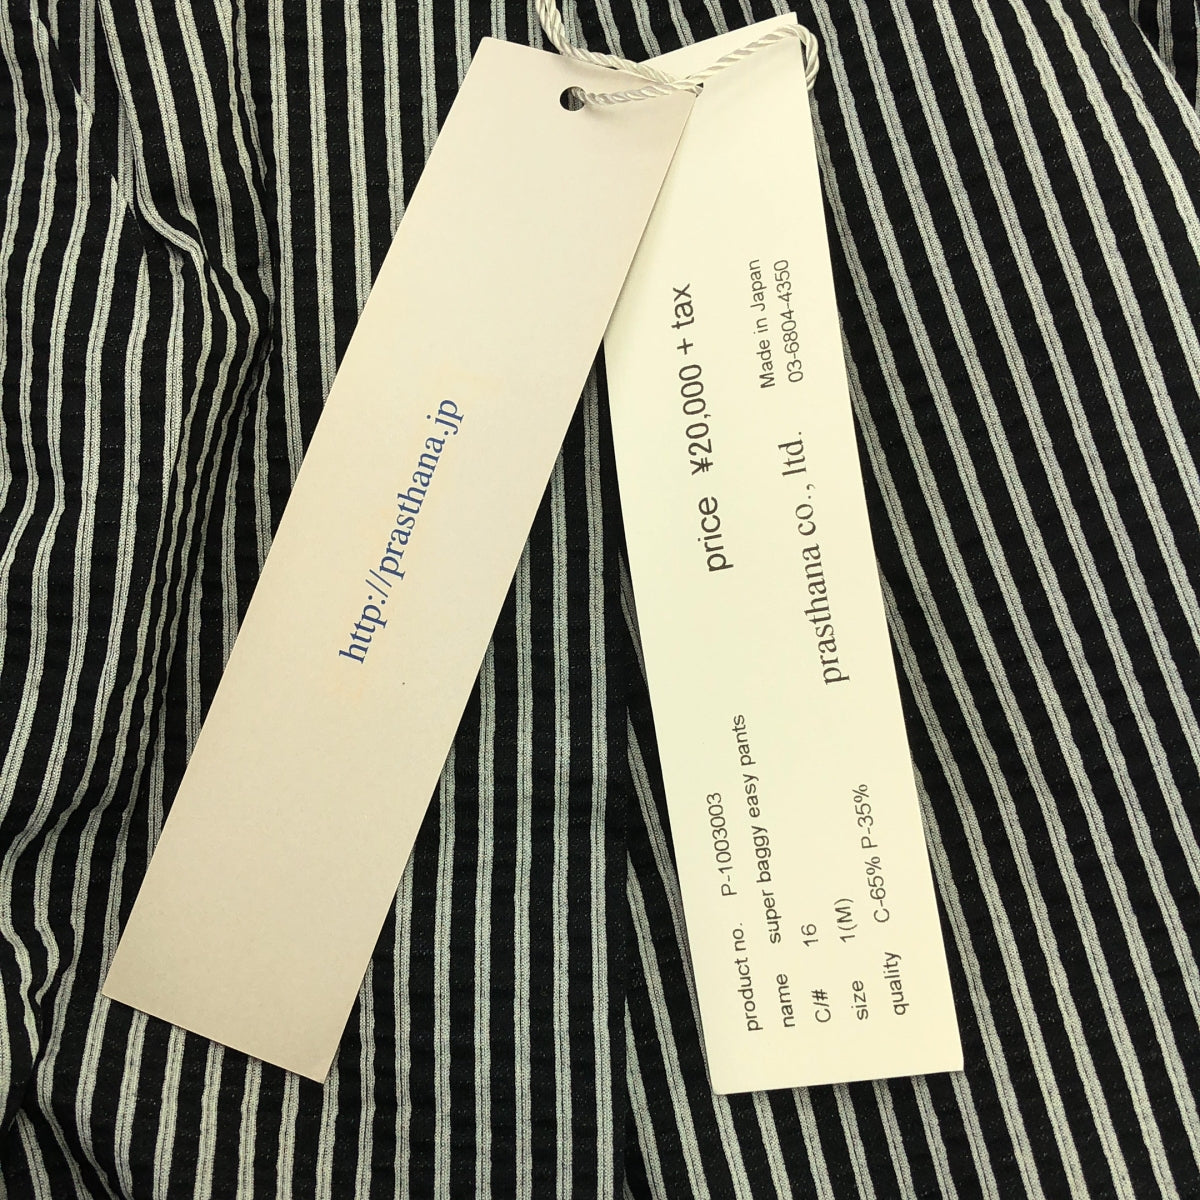 http://prasthana.jp
product no. P-1003003
name super baggy easy pants
C/# 16
size 1(M)
quality C-65% P-35%
price ¥20,000 + tax
prasthana co., ltd.
Made in Japan
03-6804-4350